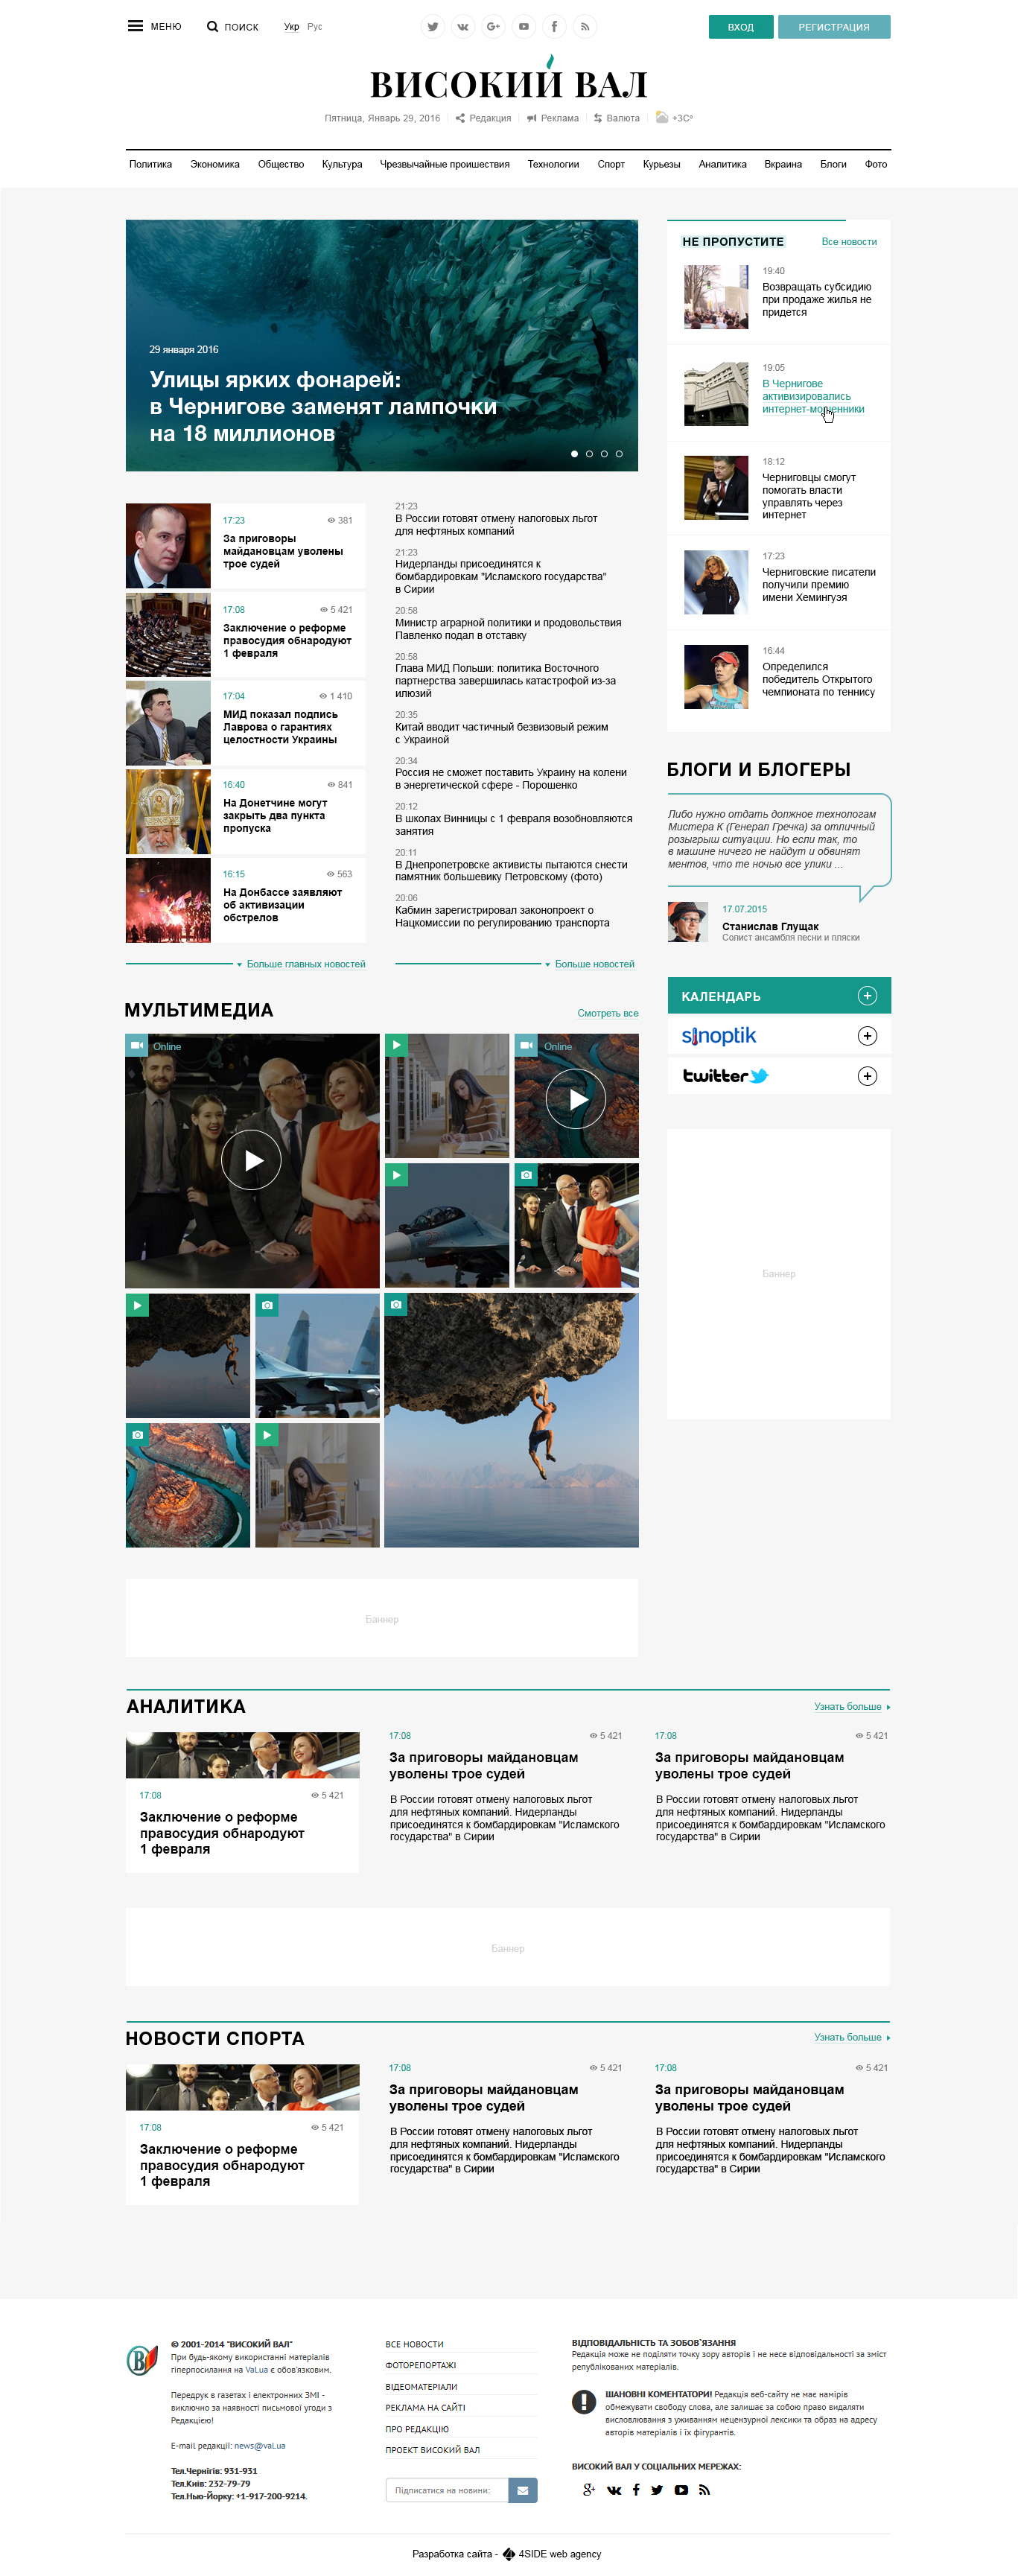 МЕНЮ
ПОИСК
Укр Рус
ВХОД
РЕГИСТРАЦИЯ
ВИСОКИЙ ВАЛ
Пятница, Январь 29, 2016
Редакция
Реклама
Валюта
+3C°
Политика Экономика Общество Культура Чрезвычайные проишествия Технологии Спорт Курьезы Аналитика Вкраина Блоги Фото
29 января 2016
Улицы ярких фонарей:
в Чернигове заменят лампочки
на 18 миллионов
17:23 381
За приговоры
майдановцам уволены
трое судей
17:08 5 421
Заключение о реформе
правосудия обнародуют
1 февраля
17:04 1 410
МИД показал подпись
Лаврова о гарантиях
целостности Украины
16:40 841
На Донетчине могут
закрыть два пункта
пропуска
16:15 563
На Донбассе заявляют
об активизации
обстрелов
Больше главных новостей
21:23
В России готовят отмену налоговых льгот
для нефтяных компаний
21:23
Нидерланды присоединятся к
бомбардировкам "Исламского государства"
в Сирии
20:58
Министр аграрной политики и продовольствия
Павленко подал в отставку
20:58
Глава МИД Польши: политика Восточного
партнерства завершилась катастрофой из-за
илюзий
20:35
Китай вводит частичный безвизовый режим
с Украиной
20:34
Россия не сможет поставить Украину на колени
в энергетической сфере - Порошенко
20:12
В школах Винницы с 1 февраля возобновляются
занятия
20:11
В Днепропетровске активисты пытаются снести
памятник большевику Петровскому (фото)
20:06
Кабмин зарегистрировал законопроект о
Нацкомиссии по регулированию транспорта
Больше новостей
НЕ ПРОПУСТИТЕ
Все новости
19:40
Возвращать субсидию
при продаже жилья не
придется
19:05
В Чернигове
активизировались
интернет-мошенники
18:12
Черниговцы смогут
помогать власти
управлять через
интернет
17:23
Черниговские писатели
получили премию
имени Хемингуэя
16:44
Определился
победитель Открытого
чемпионата по теннису
БЛОГИ И БЛОГЕРЫ
Либо нужно отдать должное технологам
Мистера К (Генерал Гречка) за отличный
розыгрыш ситуации. Но если так, то
в машине ничего не найдут и обвинят
ментов, что те ночью все улики ...
17.07.2015
Станислав Глущак
Солист ансамбля песни и пляски
КАЛЕНДАРЬ
sinoptik
twitter
Баннер
МУЛЬТИМЕДИА
Смотреть все
Online
Online
Баннер
АНАЛИТИКА
Узнать больше
17:08 5 421
Заключение о реформе
правосудия обнародуют
1 февраля
17:08 5 421
За приговоры майдановцам
уволены трое судей
В России готовят отмену налоговых льгот
для нефтяных компаний. Нидерланды
присоединятся к бомбардировкам "Исламского
государства" в Сирии
17:08 5 421
За приговоры майдановцам
уволены трое судей
В России готовят отмену налоговых льгот
для нефтяных компаний. Нидерланды
присоединятся к бомбардировкам "Исламского
государства" в Сирии
Баннер
НОВОСТИ СПОРТА
Узнать больше
17:08 5 421
Заключение о реформе
правосудия обнародуют
1 февраля
17:08 5 421
За приговоры майдановцам
уволены трое судей
В России готовят отмену налоговых льгот
для нефтяных компаний. Нидерланды
присоединятся к бомбардировкам "Исламского
государства" в Сирии
17:08 5 421
За приговоры майдановцам
уволены трое судей
В России готовят отмену налоговых льгот
для нефтяных компаний. Нидерланды
присоединятся к бомбардировкам "Исламского
государства" в Сирии
© 2001-2014 "ВИСОКИЙ ВАЛ"
При будь-якому використанні матеріалів
гіперпосилання на Val.ua є обов'язковим.
Передрук в газетах і електронних ЗМІ -
виключно за наявності письмової угоди з
Редакцією!
E-mail редакції: news@val.ua
Тел.Чернігів: 931-931
Тел.Київ: 232-79-79
Тел.Нью-Йорку: +1-917-200-9214.
ВСЕ НОВОСТИ
ФОТОРЕПОРТАЖІ
ВІДЕОМАТЕРІАЛИ
РЕКЛАМА НА САЙТІ
ПРО РЕДАКЦІЮ
ПРОЕКТ ВИСОКИЙ ВАЛ
Підписатися на новини:
ВІДПОВІДАЛЬНІСТЬ ТА ЗОБОВ`ЯЗАННЯ
Редакція може не поділяти точку зору авторів і не несе відповідальності за зміст
републікованих матеріалів.
ШАНОВНІ КОМЕНТАТОРИ! Редакція веб-сайту не має намірів
обмежувати свободу слова, але залишає за собою право видаляти
висловлювання з уживанням нецензурної лексики та образ на адресу
авторів матеріалів і їх фігурантів.
ВИСОКИЙ ВАЛ У СОЦІАЛЬНИХ МЕРЕЖАХ:
Разработка сайта - 4SIDE web agency